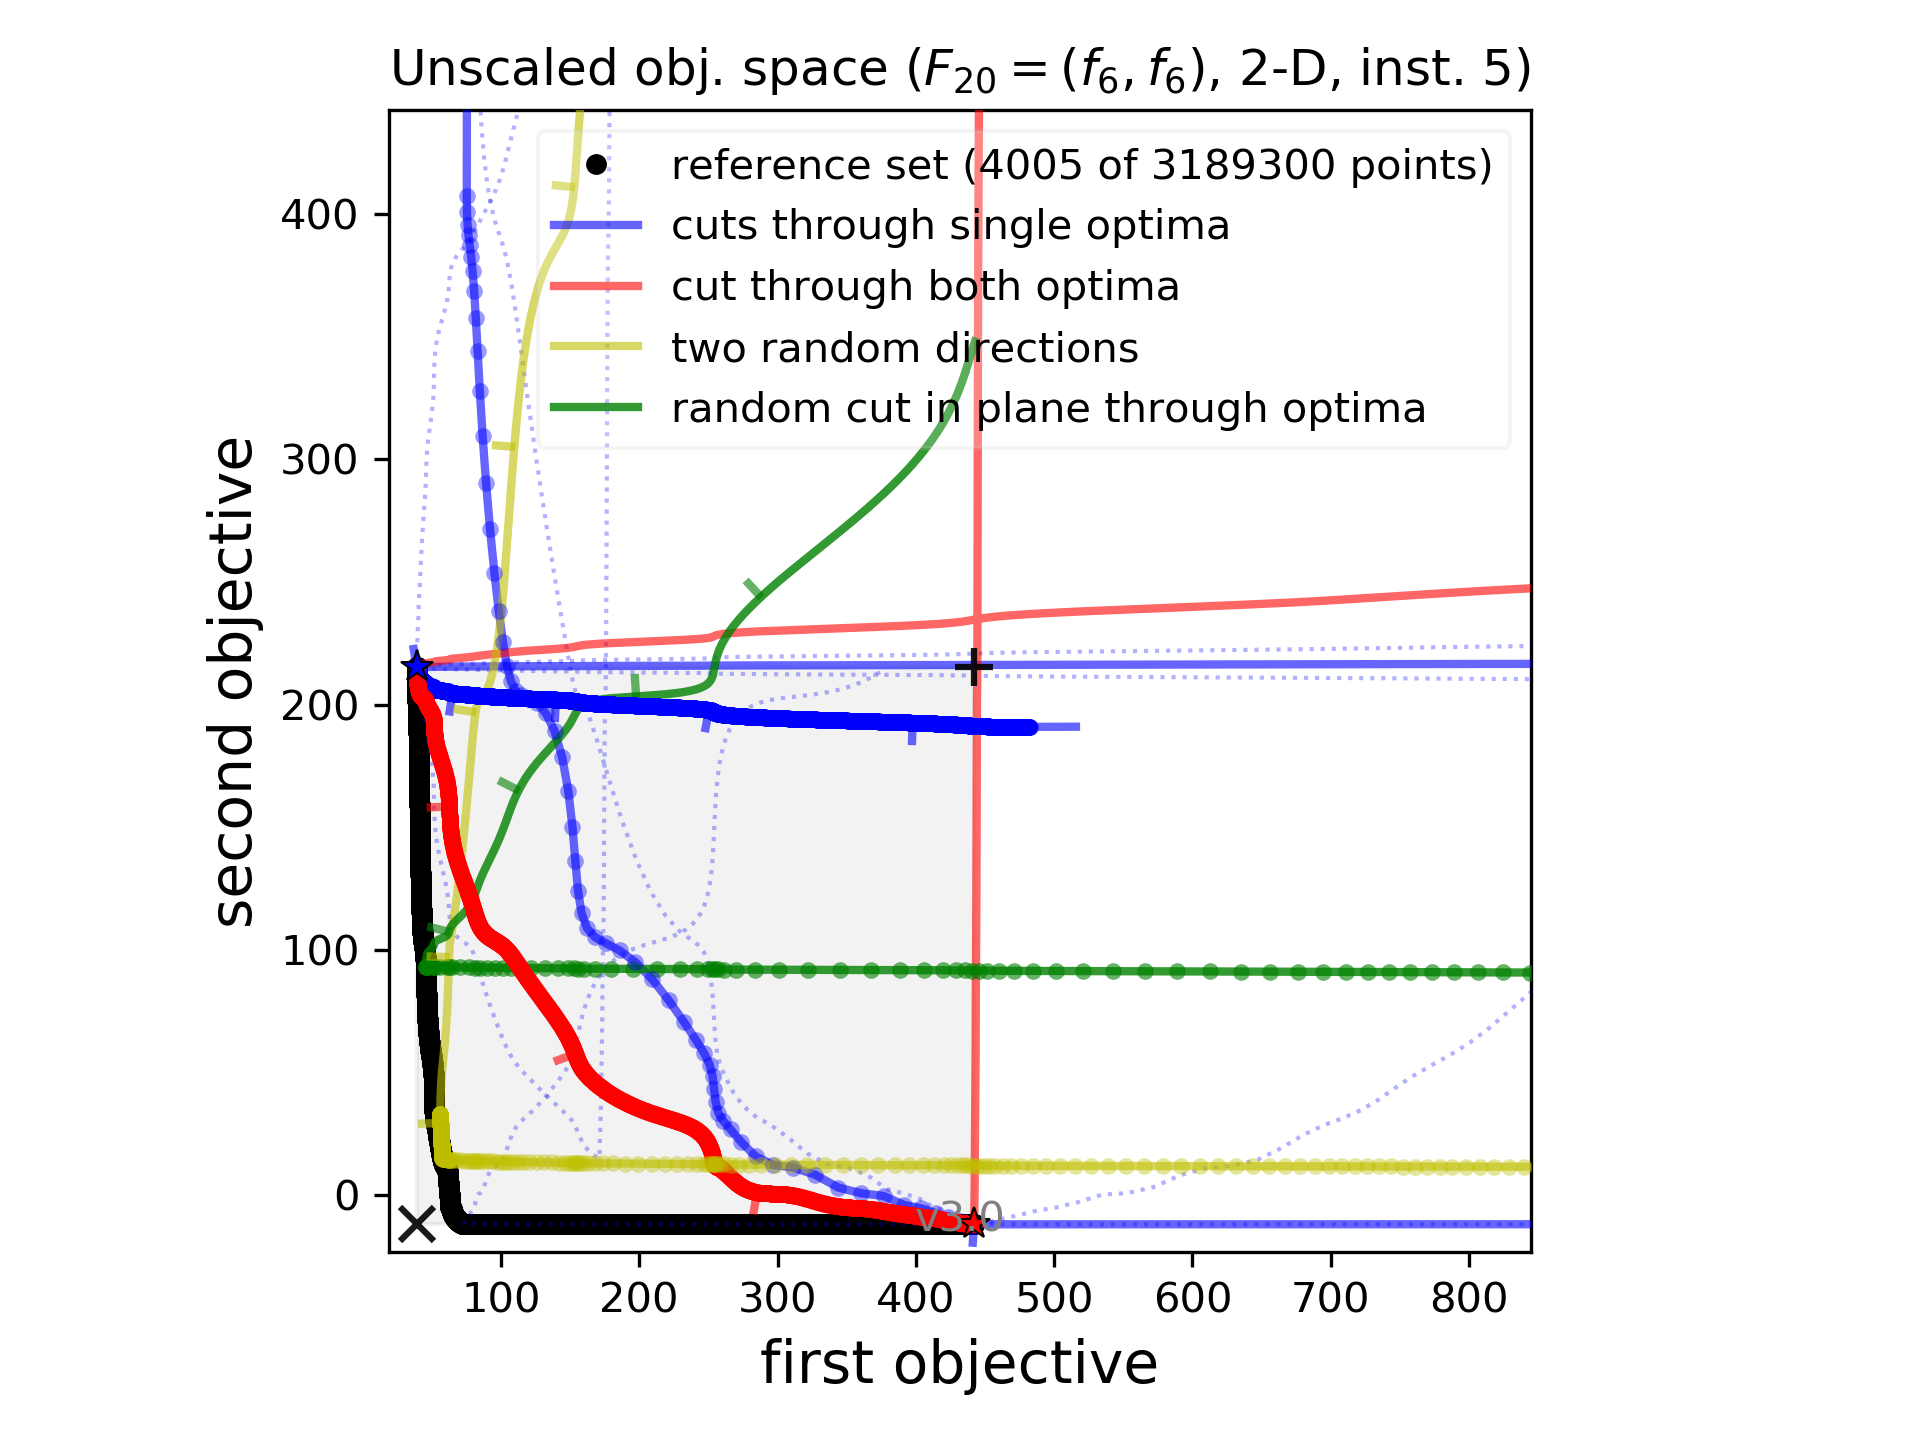 Unscaled obj. space (F₂₀ = (f₆, f₆), 2-D, inst. 5)
reference set (4005 of 3189300 points)
cuts through single optima
cut through both optima
two random directions
random cut in plane through optima
second objective
400
300
200
100
0
v3.0
100 200 300 400 500 600 700 800
first objective